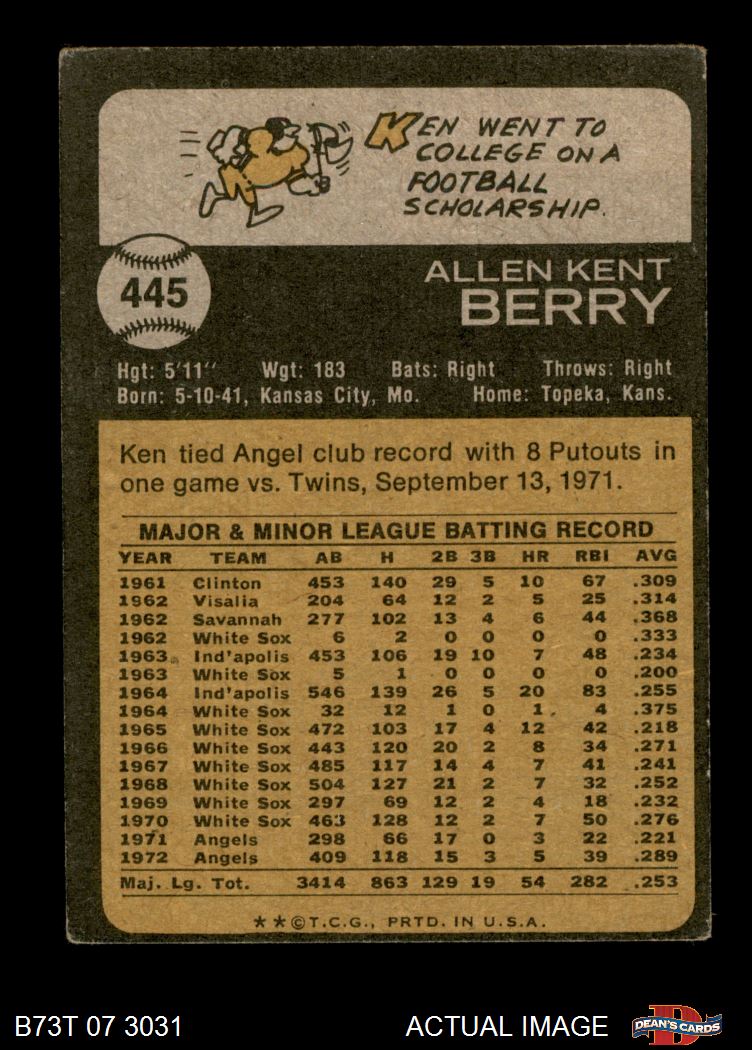 KEN WENT TO
COLLEGE ON A
FOOTBALL
SCHOLARSHIP.
445
ALLEN KENT
BERRY
Hgt: 5'11" Wgt: 183 Bats: Right Throws: Right
Born: 5-10-41, Kansas City, Mo. Home: Topeka, Kans.
Ken tied Angel club record with 8 Putouts in
one game vs. Twins, September 13, 1971.
MAJOR & MINOR LEAGUE BATTING RECORD
YEAR TEAM AB H 2B 3B HR RBI AVG
1961 Clinton 453 140 29 5 10 67 .309
1962 Visalia 204 64 12 2 5 25 .314
1962 Savannah 277 102 13 4 6 44 .368
1962 White Sox 6 2 0 0 0 0 .333
1963 Ind'apolis 453 106 19 10 7 48 .234
1963 White Sox 5 1 0 0 0 0 .200
1964 Ind'apolis 546 139 26 5 20 83 .255
1964 White Sox 32 12 1 0 1 4 .375
1965 White Sox 472 103 17 4 12 42 .218
1966 White Sox 443 120 20 2 8 34 .271
1967 White Sox 485 117 14 4 7 41 .241
1968 White Sox 504 127 21 2 7 32 .252
1969 White Sox 297 69 12 2 4 18 .232
1970 White Sox 463 128 12 2 7 50 .276
1971 Angels 298 66 17 0 3 22 .221
1972 Angels 409 118 15 3 5 39 .289
Maj. Lg. Tot. 3414 863 129 19 54 282 .253
**©T.C.G., PRTD. IN U.S.A.
B73T 07 3031 ACTUAL IMAGE
D
DEAN'S CARDS